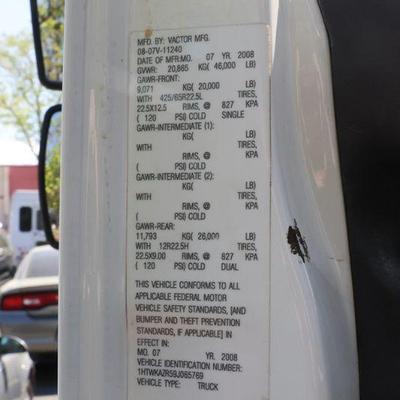 MFD. BY: VACTOR MFG.
08-07V-11240
DATE OF MFG:MO. 07 YR. 2008
GVWR: 20,865 KG( 46,000 LB)
GAWR-FRONT:
9,071 KG( 20,000 LB)
WITH 425/65R22.5L TIRES,
22.5X12.5 RIMS, @ 827 KPA
( 120 PSI) COLD SINGLE
GAWR-INTERMEDIATE (1):
KG( LB)
WITH TIRES,
RIMS, @ KPA
( PSI) COLD
GAWR-INTERMEDIATE (2):
KG( LB)
WITH TIRES,
RIMS, @ KPA
( PSI) COLD
GAWR-REAR:
11,793 KG( 26,000 LB)
WITH 12R22.5H TIRES,
22.5X9.00 RIMS, @ 827 KPA
( 120 PSI) COLD DUAL
THIS VEHICLE CONFORMS TO ALL
APPLICABLE FEDERAL MOTOR
VEHICLE SAFETY STANDARDS, [AND
BUMPER AND THEFT PREVENTION
STANDARDS, IF APPLICABLE]
IN EFFECT IN:
MO. 07 YR. 2008
VEHICLE IDENTIFICATION NUMBER:
1HTWKAZR59J065769
VEHICLE TYPE: TRUCK